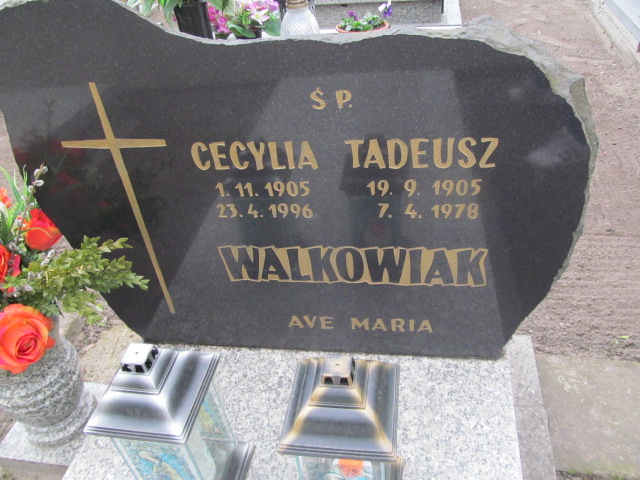 Ś.P.
CECYLIA TADEUSZ
1.11.1905 19.9.1905
23.4.1996 7.4.1978
WALKOWIAK
AVE MARIA